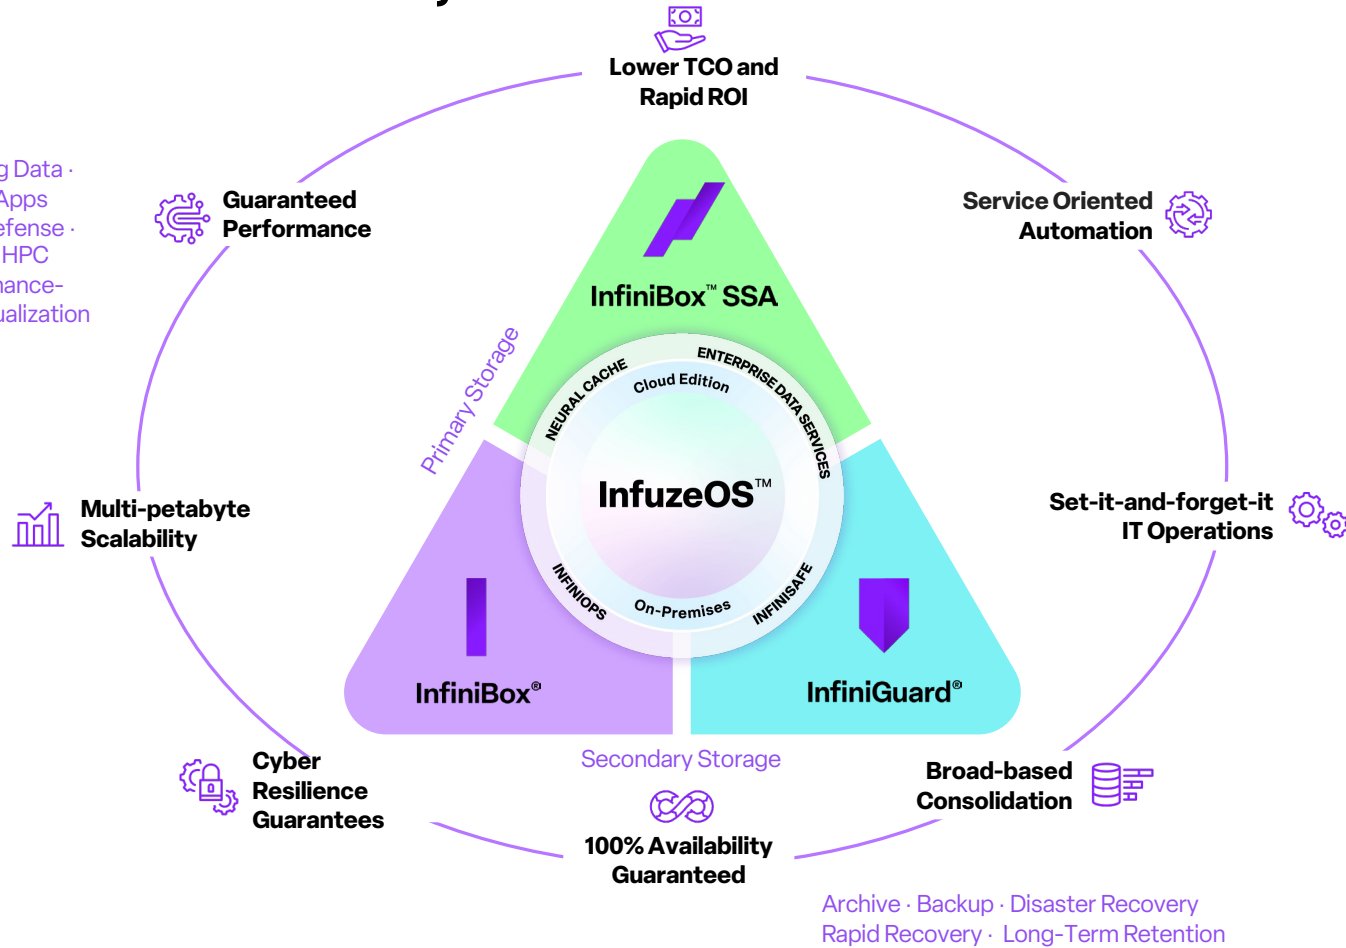 Lower TCO and
Rapid ROI
Data ·
Apps
HPC
Guaranteed
Performance
Service Oriented
Automation
InfiniBox™ SSA
Primary Storage
NEURAL CACHE
ENTERPRISE DATA SERVICES
Cloud Edition
InfuzeOS™
Multi-petabyte
Scalability
Set-it-and-forget-it
IT Operations
INFINIOPS
On-Premises
INFINISAFE
InfiniBox®
InfiniGuard®
Secondary Storage
Cyber
Resilience
Guarantees
Broad-based
Consolidation
100% Availability
Guaranteed
Archive · Backup · Disaster Recovery
Rapid Recovery · Long-Term Retention